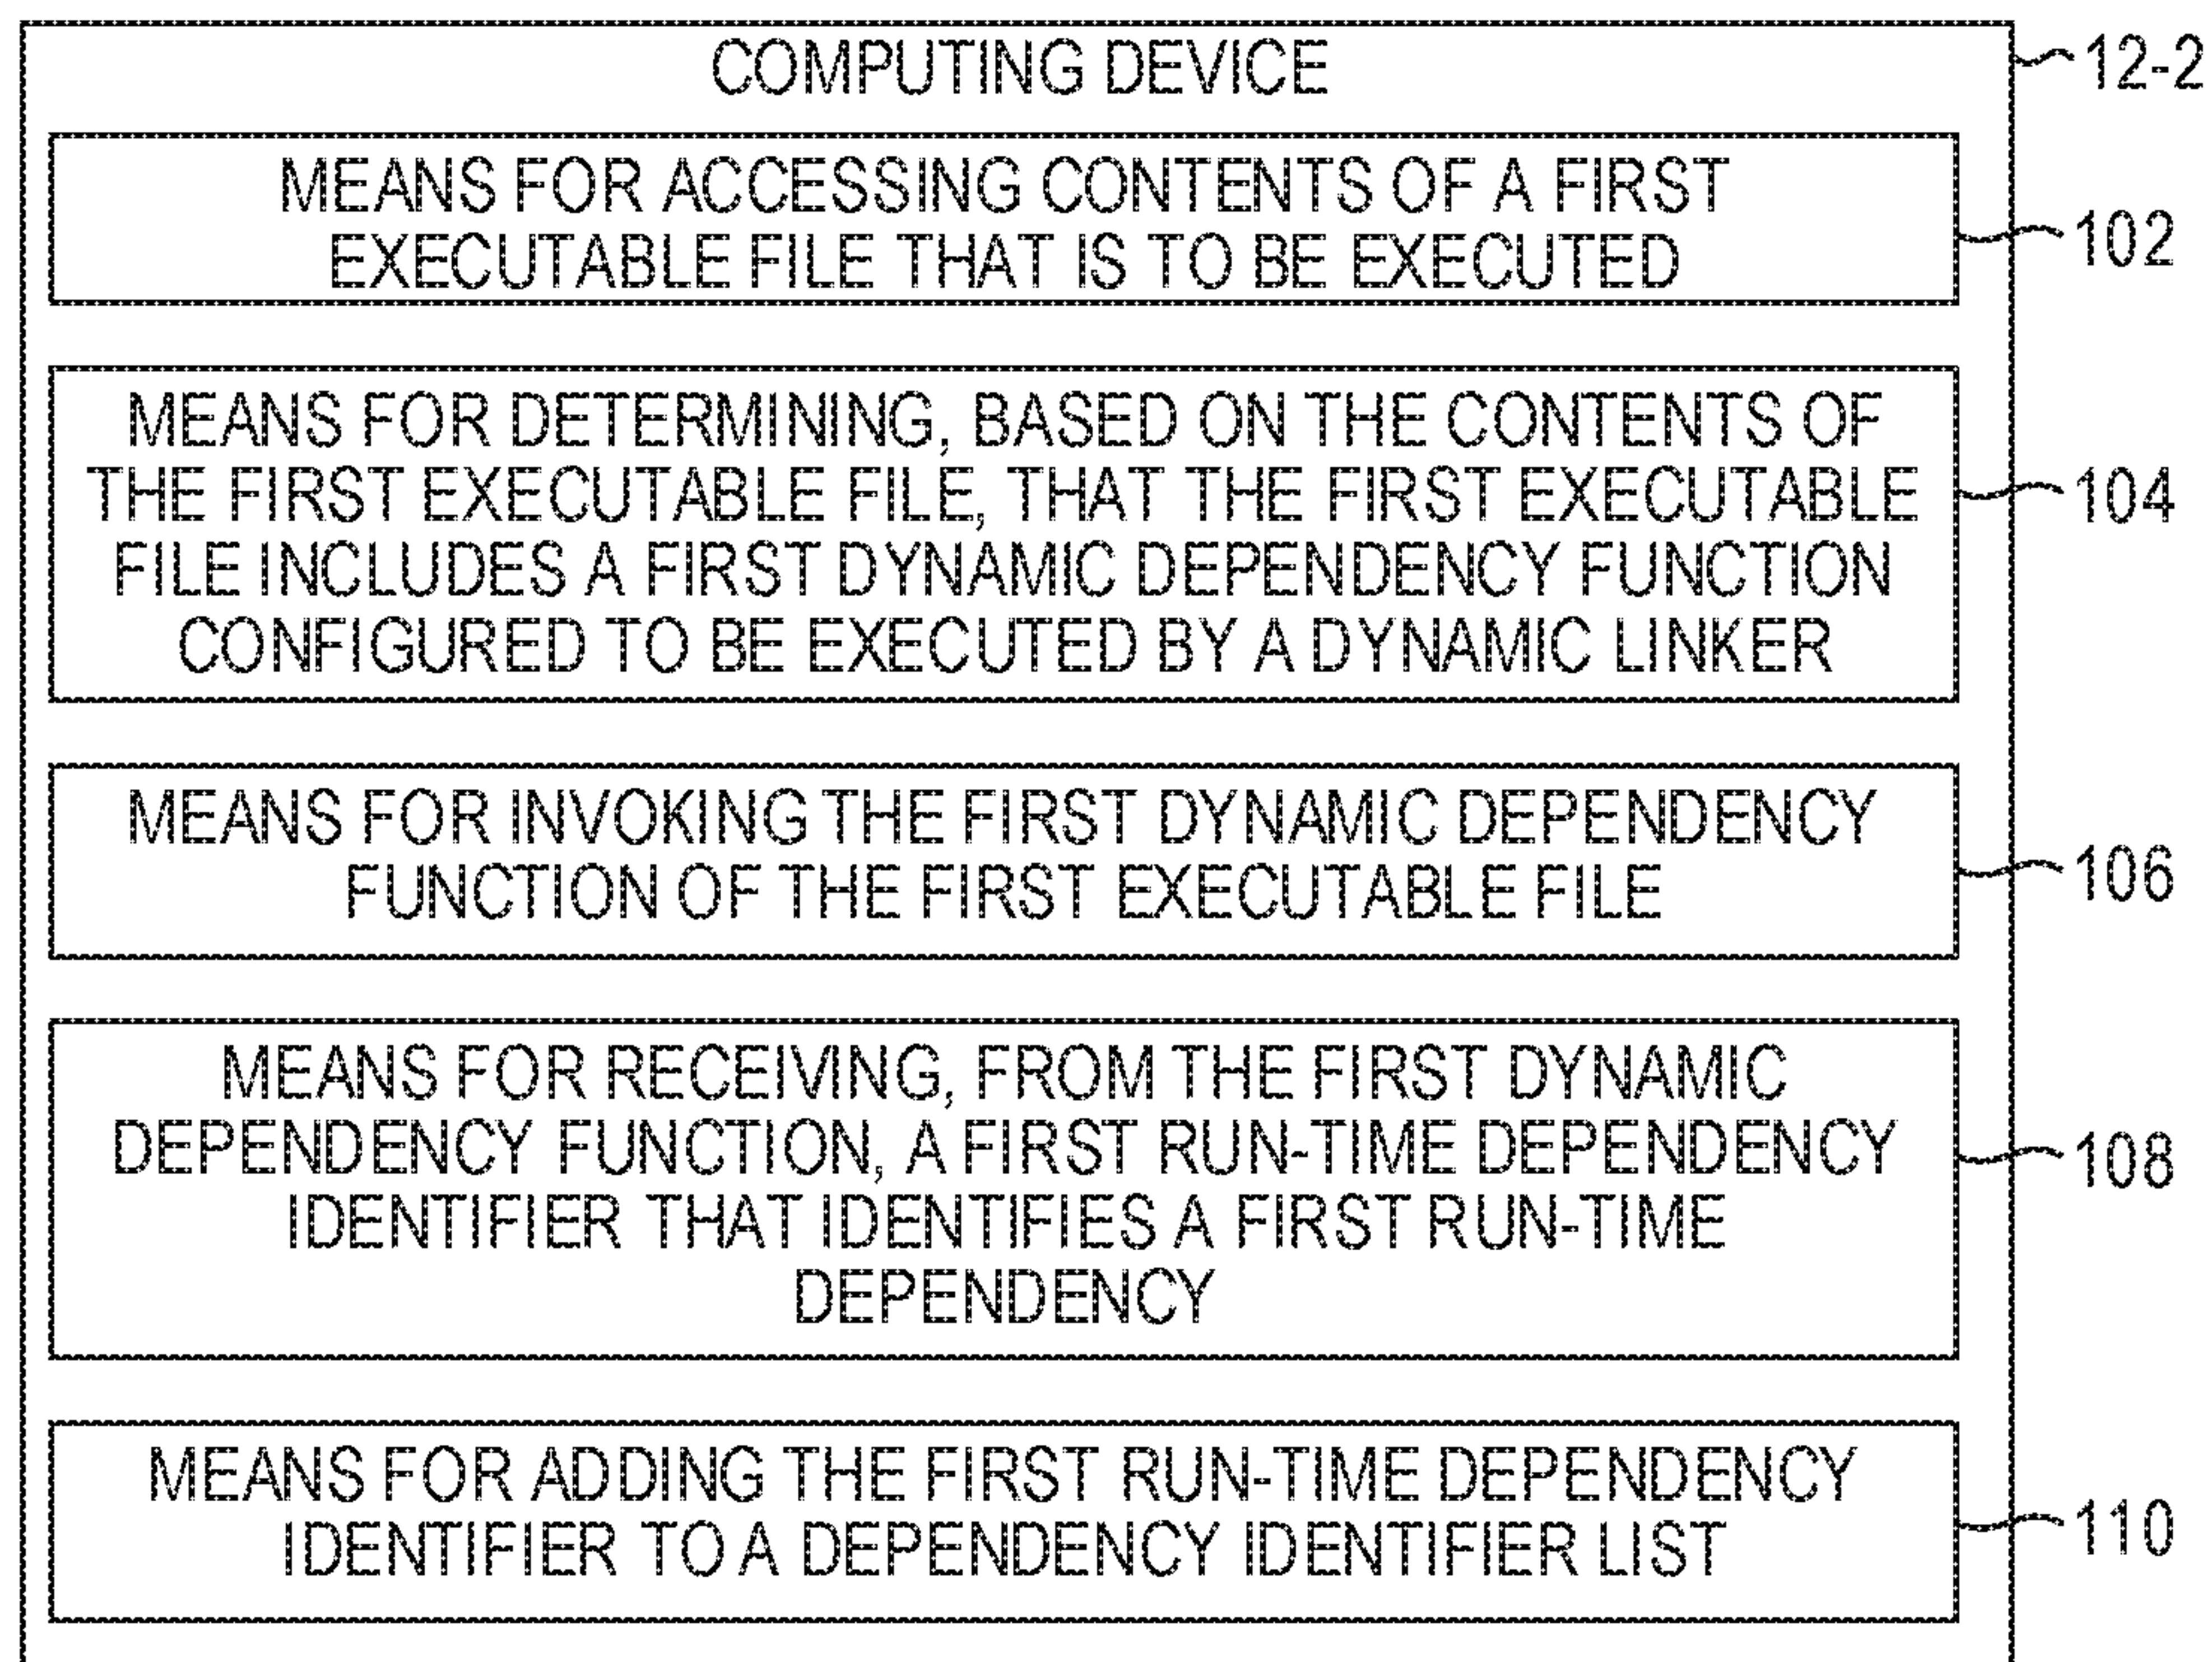 COMPUTING DEVICE
12-2
MEANS FOR ACCESSING CONTENTS OF A FIRST
EXECUTABLE FILE THAT IS TO BE EXECUTED
102
MEANS FOR DETERMINING, BASED ON THE CONTENTS OF
THE FIRST EXECUTABLE FILE, THAT THE FIRST EXECUTABLE
FILE INCLUDES A FIRST DYNAMIC DEPENDENCY FUNCTION
CONFIGURED TO BE EXECUTED BY A DYNAMIC LINKER
104
MEANS FOR INVOKING THE FIRST DYNAMIC DEPENDENCY
FUNCTION OF THE FIRST EXECUTABLE FILE
106
MEANS FOR RECEIVING, FROM THE FIRST DYNAMIC
DEPENDENCY FUNCTION, A FIRST RUN-TIME DEPENDENCY
IDENTIFIER THAT IDENTIFIES A FIRST RUN-TIME
DEPENDENCY
108
MEANS FOR ADDING THE FIRST RUN-TIME DEPENDENCY
IDENTIFIER TO A DEPENDENCY IDENTIFIER LIST
110